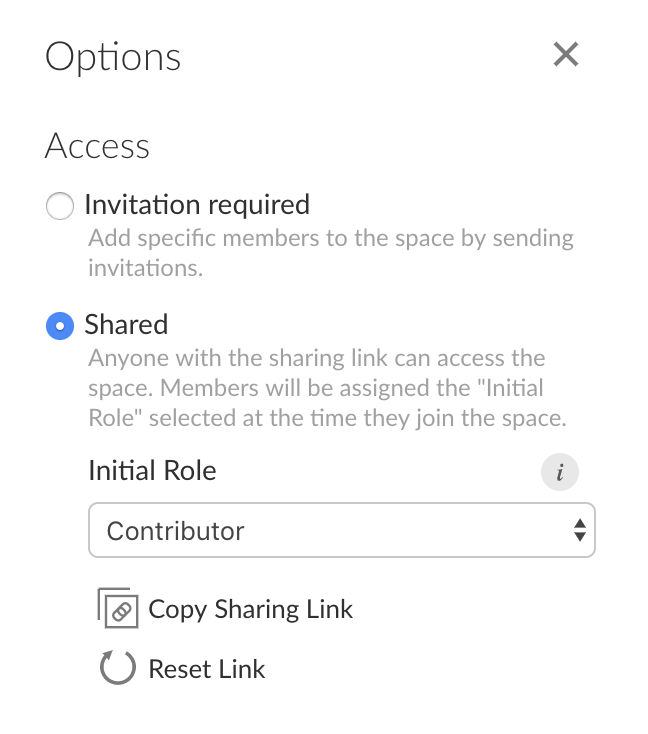 Options
Access
Invitation required
Add specific members to the space by sending
invitations.
Shared
Anyone with the sharing link can access the
space. Members will be assigned the "Initial
Role" selected at the time they join the space.
Initial Role
i
Contributor
Copy Sharing Link
Reset Link